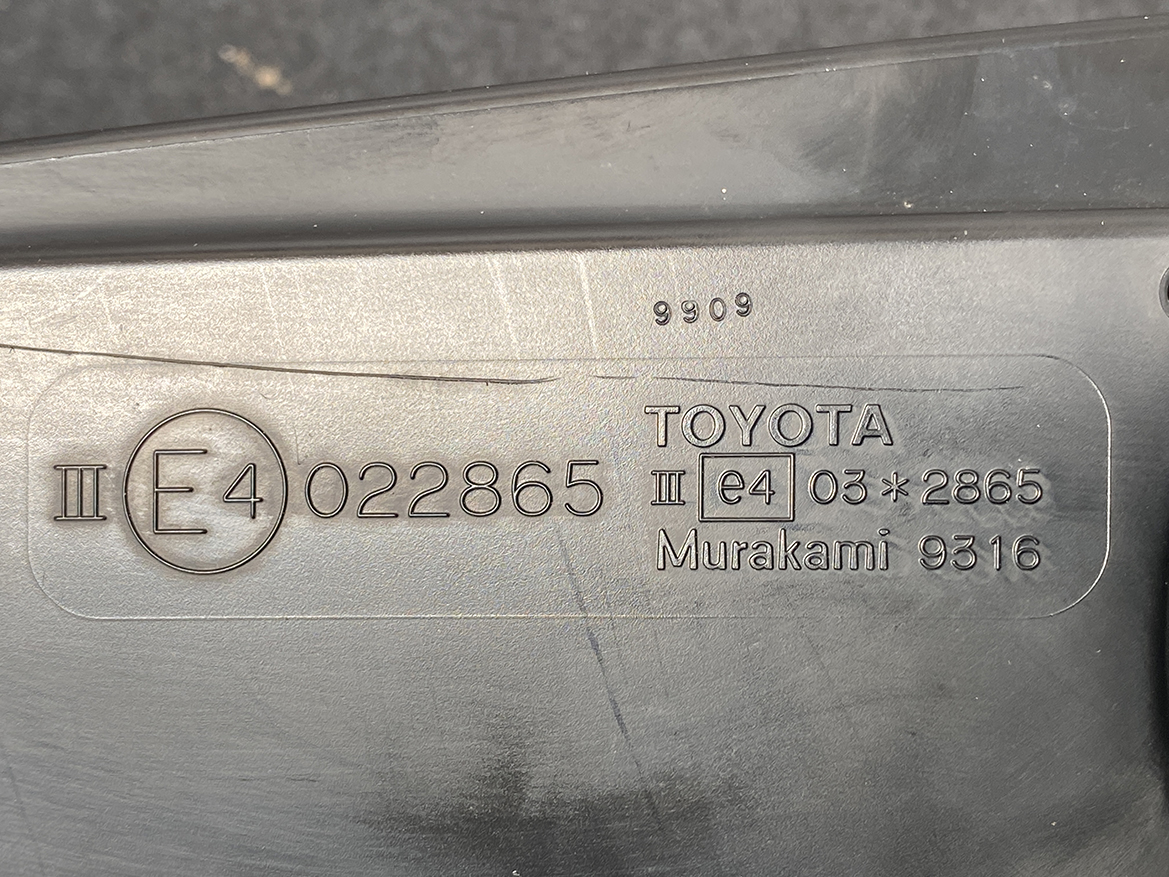 9909
III E4 022865
TOYOTA
III e4 03*2865
Murakami 9316